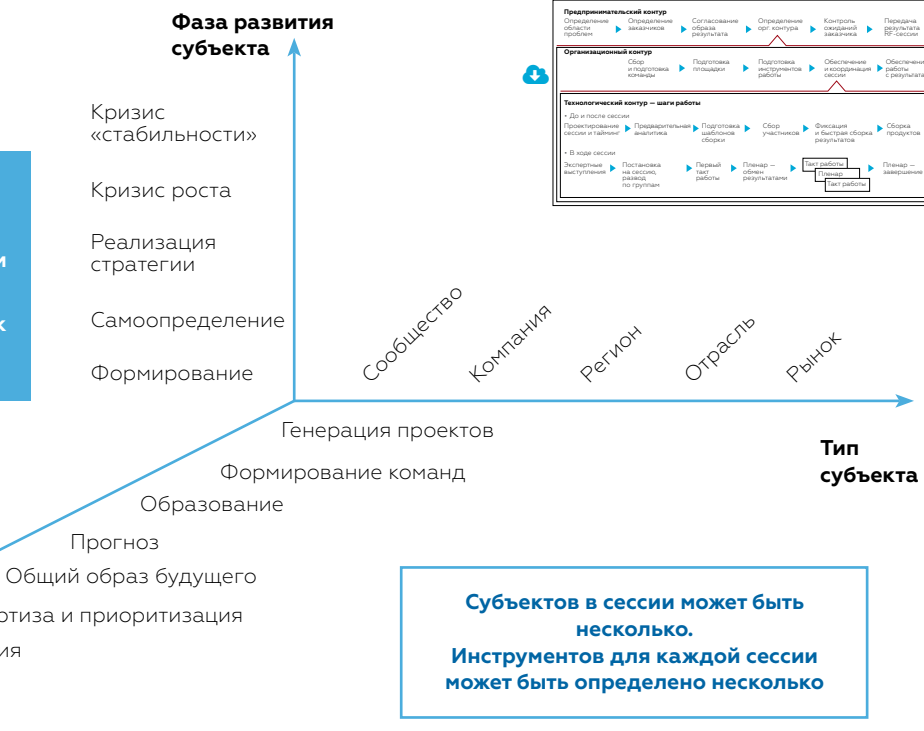 Фаза развития
субъекта
Кризис
«стабильности»
Кризис роста
Реализация
стратегии
Самоопределение
Формирование
Сообщество
Компания
Регион
Отрасль
Рынок
Тип
субъекта
Генерация проектов
Формирование команд
Образование
Прогноз
Общий образ будущего
и приоритизация
Субъектов в сессии может быть
несколько.
Инструментов для каждой сессии
может быть определено несколько
Предпринимательский контур
Определение
области
проблем
Определение
заказчиков
Согласование
образа
результата
Определение
орг. контура
Контроль
ожиданий
заказчика
Передача
результата
RF-сессии
Организационный контур
Сбор
и подготовка
команды
Подготовка
площадки
Подготовка
инструментов
работы
Обеспечение
и координация
сессии
работы
Технологический контур — шаги работы
• До и после сессии
Проектирование
сессии и тайминг
Предварительная
аналитика
Подготовка
шаблонов
сборки
Сбор
участников
Фиксация
и быстрая сборка
результатов
Сборка
продуктов
• В ходе сессии
Экспертные
выступления
Постановка
на сессию,
развод
по группам
Первый
такт
работы
Пленар —
обмен
результатами
Такт работы
Пленар
Такт работы
Пленар —
завершение